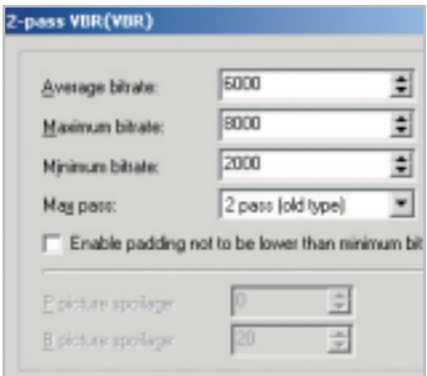 2-pass VBR(VBR)
Average bitrate: 6000
Maximum bitrate: 8000
Minimum bitrate: 2000
Max pass: 2 pass (old type)
Enable padding not to be lower than minimum bit
P picture spoilage: 0
B picture spoilage: 20